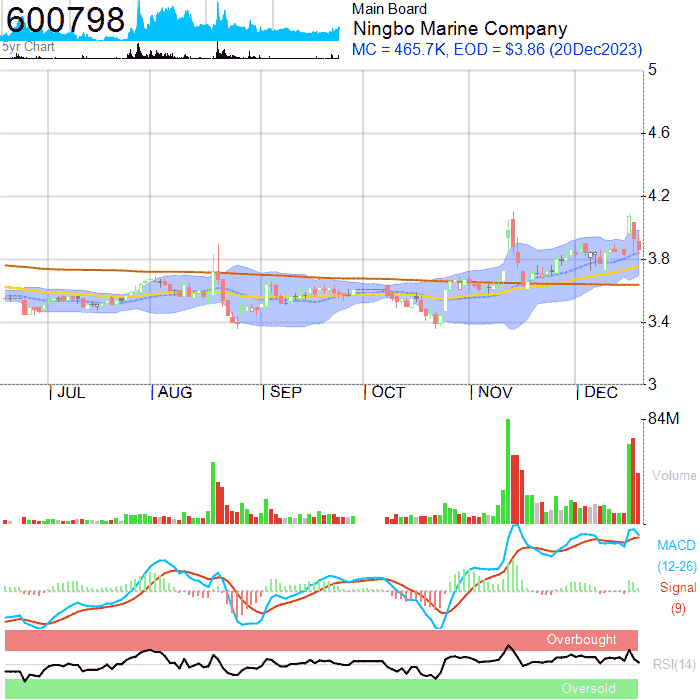 600798
5yr Chart
Main Board
Ningbo Marine Company
MC = 465.7K, EOD = $3.86 (20Dec2023)
5
4.6
4.2
3.8
3.4
3
JUL AUG SEP OCT NOV DEC
84M
Volume
MACD
(12-26)
Signal
(9)
Overbought
RSI(14)
Oversold